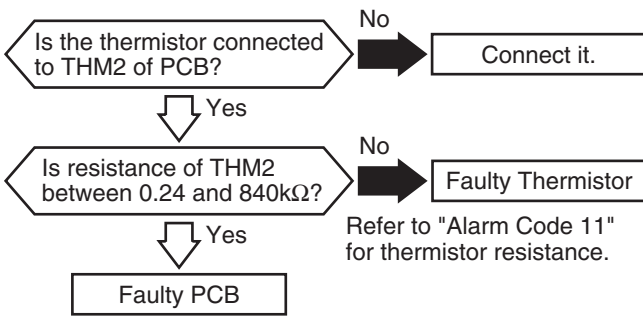 No
Is the thermistor connected
to THM2 of PCB?
Connect it.
Yes
No
Is resistance of THM2
between 0.24 and 840kΩ?
Faulty Thermistor
Yes
Refer to "Alarm Code 11"
for thermistor resistance.
Faulty PCB